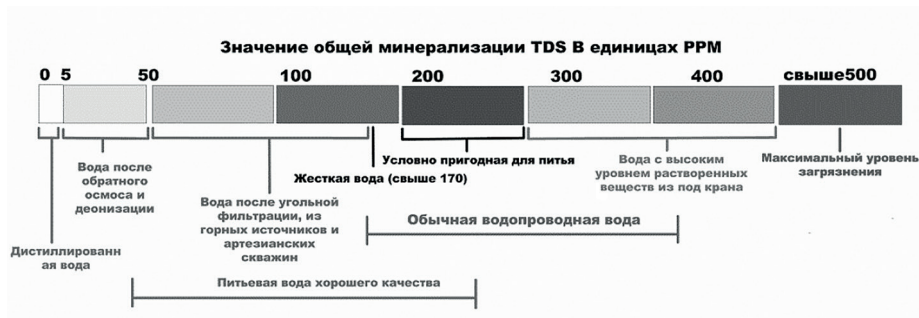 Значение общей минерализации TDS В единицах PPM
0 5 50 100 200 300 400 свыше500
Условно пригодная для питья
Жесткая вода (свыше 170)
Вода после
обратного
осмоса и
деонизации
Вода после угольной
фильтрации, из
горных источников и
артезианских
скважин
Вода с высоким
уровнем растворенных
веществ из под крана
Максимальный уровень
загрязнения
Обычная водопроводная вода
Дистиллированн
ая вода
Питьевая вода хорошего качества